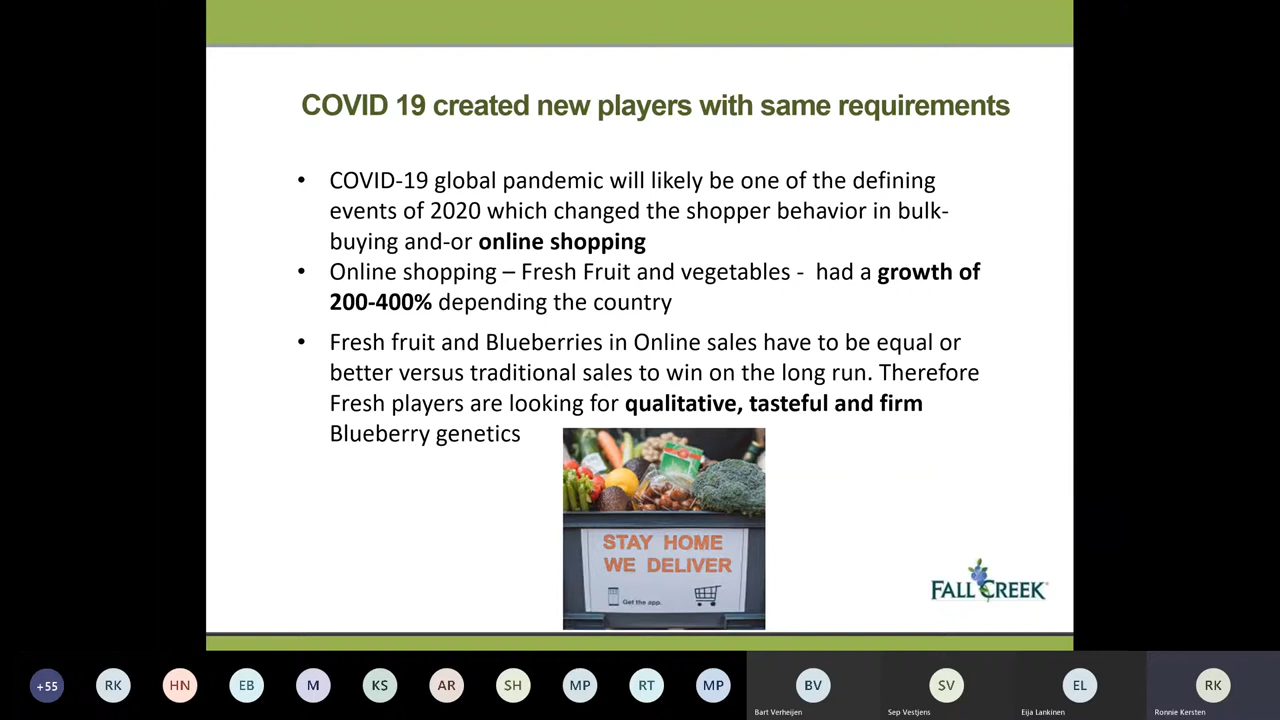 COVID 19 created new players with same requirements
• COVID-19 global pandemic will likely be one of the defining
events of 2020 which changed the shopper behavior in bulk-
buying and-or online shopping
• Online shopping – Fresh Fruit and vegetables - had a growth of
200-400% depending the country
• Fresh fruit and Blueberries in Online sales have to be equal or
better versus traditional sales to win on the long run. Therefore
Fresh players are looking for qualitative, tasteful and firm
Blueberry genetics
STAY HOME
WE DELIVER
Get the app.
FALL CREEK
+55 RK HN EB M KS AR SH MP RT MP BV SV EL RK
Bart Verheijen Sep Vestjens Eija Lankinen Ronnie Kersten